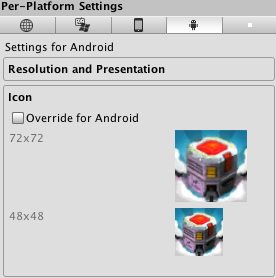 Per-Platform Settings
Settings for Android
Resolution and Presentation
Icon
Override for Android
72x72
48x48